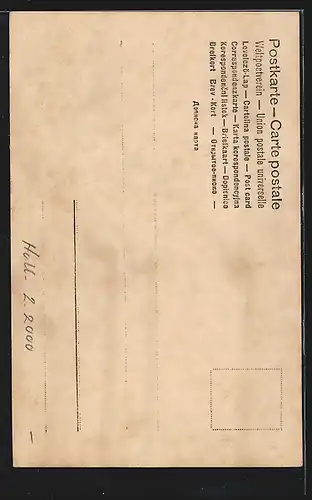 Postkarte — Carte postale
Weltpostverein — Union postale universelle
Levelező-Lap — Cartolina postale — Post card
Correspondenzkarte — Karta korespondencyjna
Korespondenční lístek — Briefkaart — Dopisnica
Brefkort Brev-Kort — Открытое письмо —
Дописна карта
Holl. 2. 2000
—